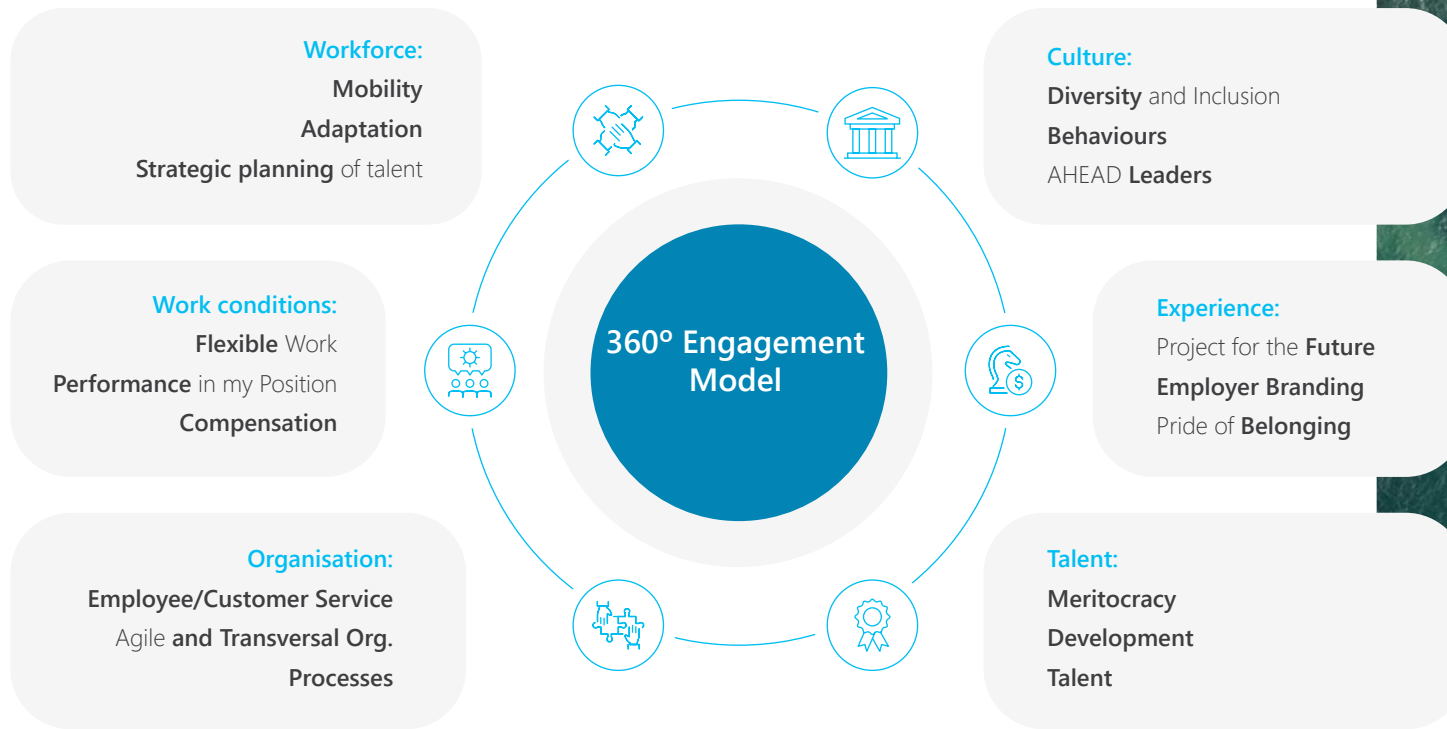 Workforce:
Mobility
Adaptation
Strategic planning of talent
Work conditions:
Flexible Work
Performance in my Position
Compensation
Organisation:
Employee/Customer Service
Agile and Transversal Org.
Processes
360º Engagement
Model
$
Culture:
Diversity and Inclusion
Behaviours
AHEAD Leaders
Experience:
Project for the Future
Employer Branding
Pride of Belonging
Talent:
Meritocracy
Development
Talent